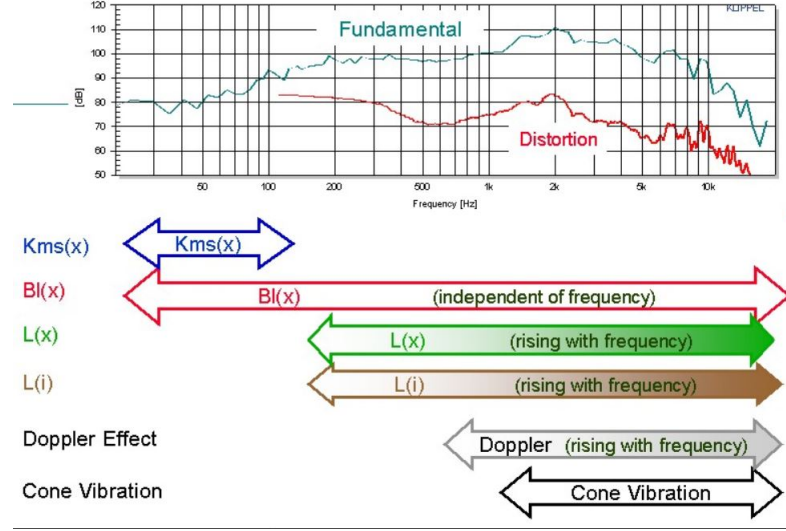 120
KLIPPEL
110
Fundamental
100
90
[dB]
80
70
Distortion
60
50
50 100 200 500 1k 2k 5k 10k
Frequency [Hz]
Kms(x) Kms(x)
Bl(x) Bl(x) (independent of frequency)
L(x) L(x) (rising with frequency)
L(i) L(i) (rising with frequency)
Doppler Effect Doppler (rising with frequency)
Cone Vibration Cone Vibration